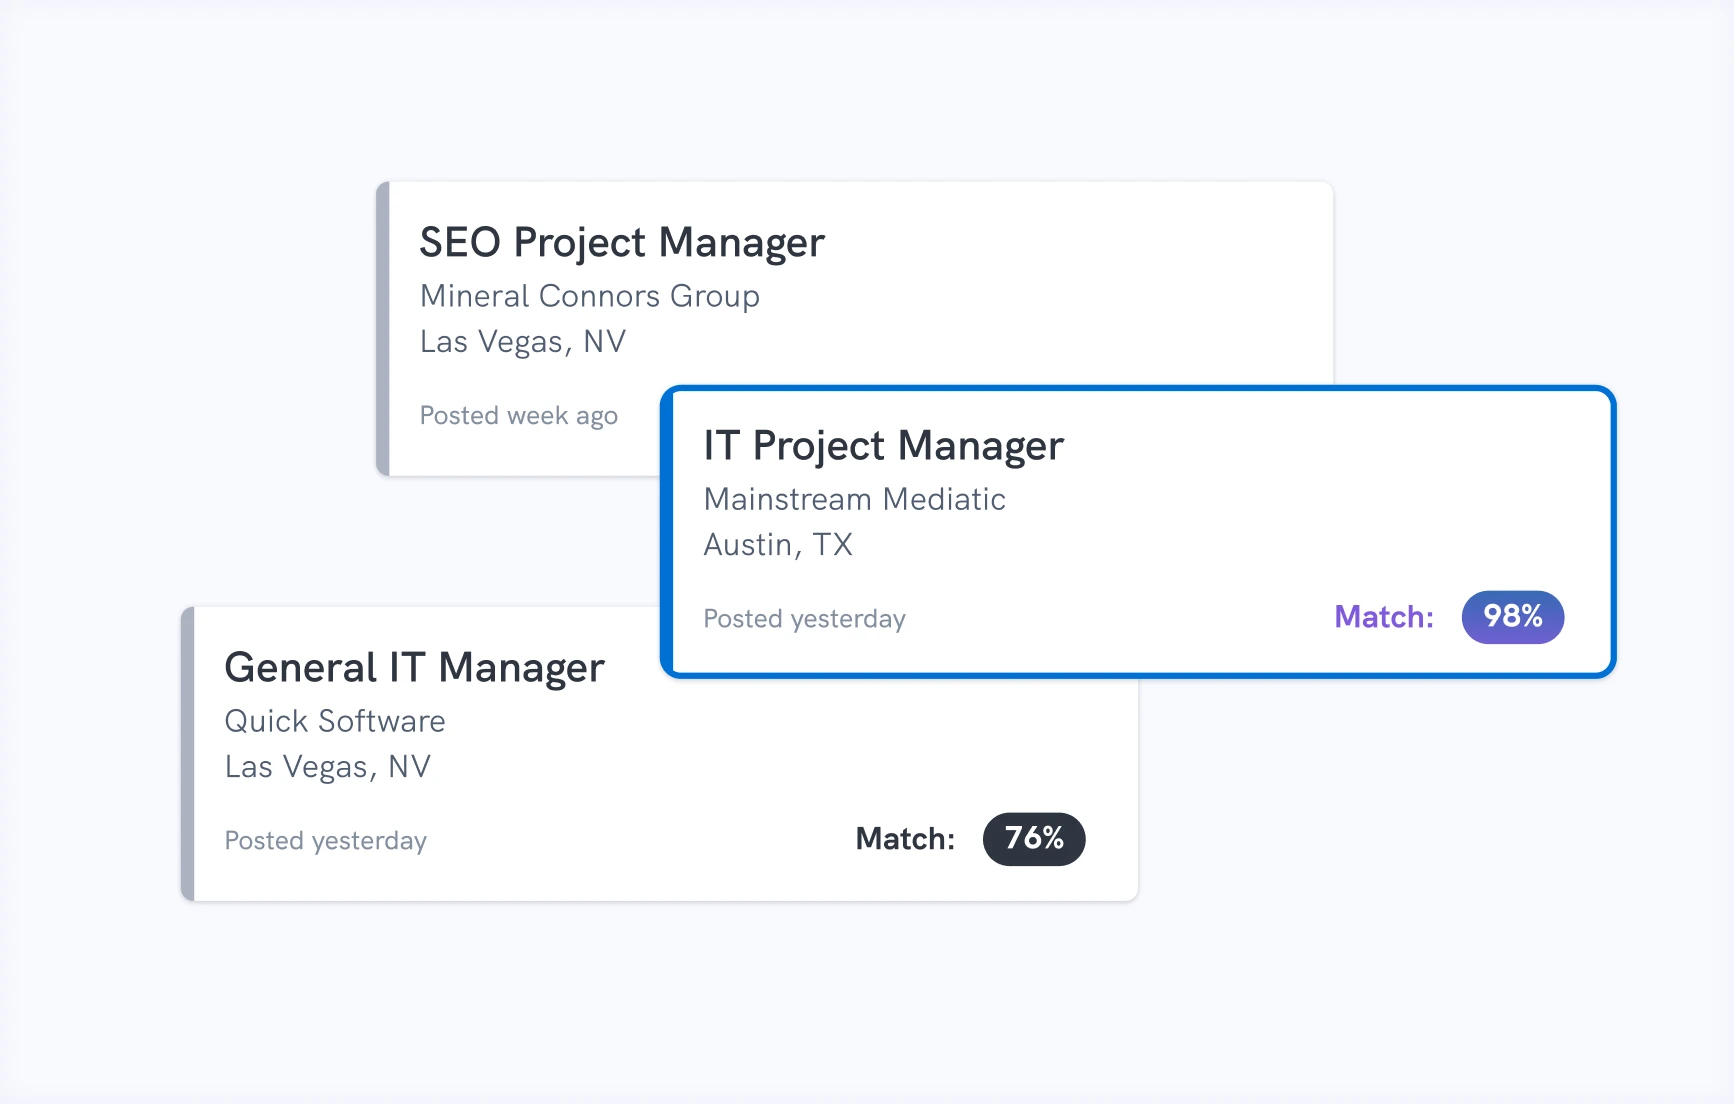 SEO Project Manager
Mineral Connors Group
Las Vegas, NV
Posted week ago
IT Project Manager
Mainstream Mediatic
Austin, TX
Posted yesterday
Match: 98%
General IT Manager
Quick Software
Las Vegas, NV
Posted yesterday
Match: 76%